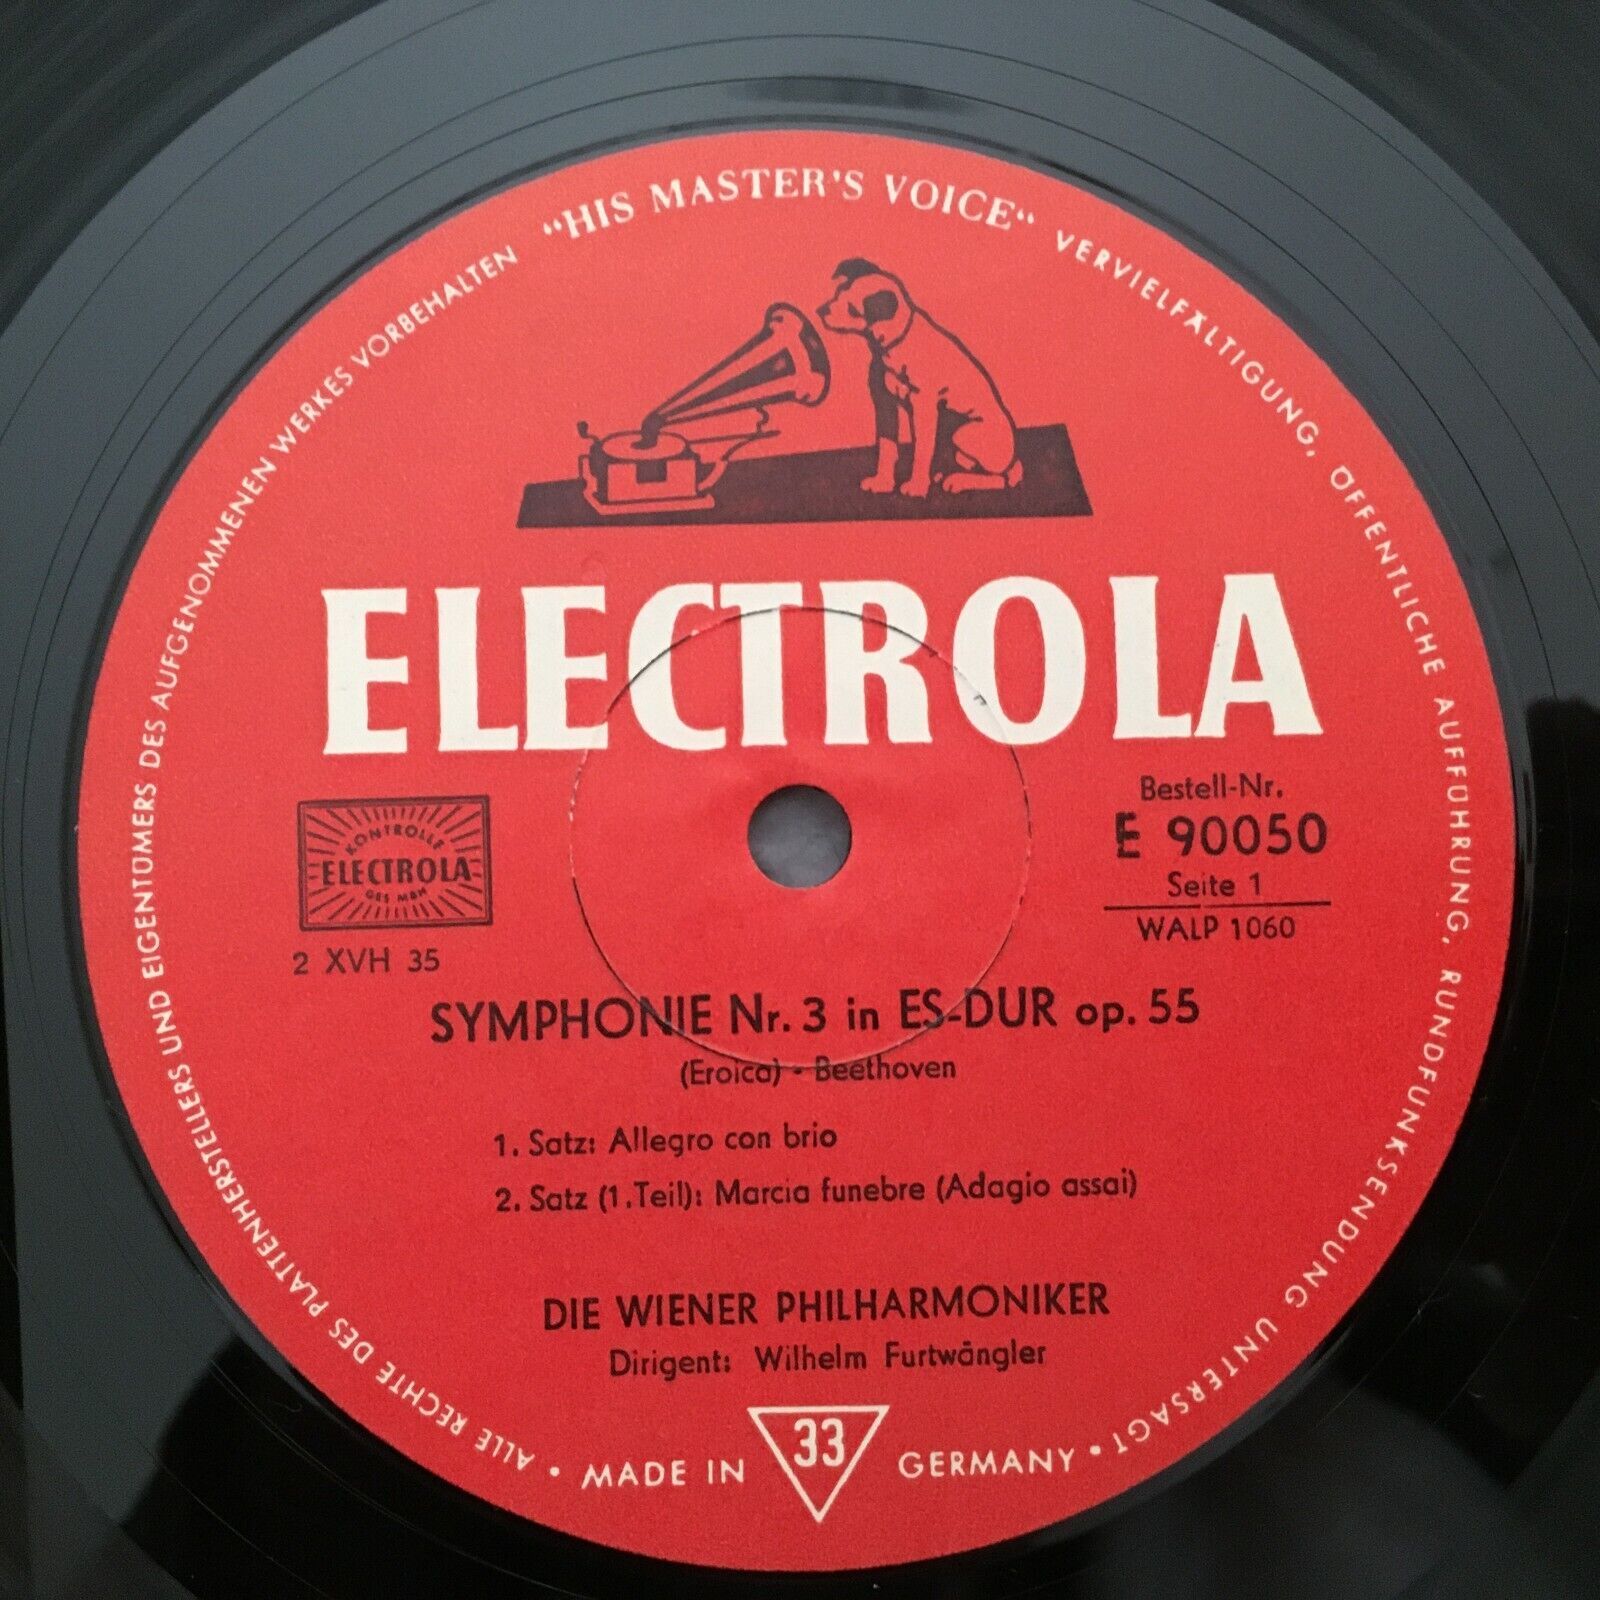 "HIS MASTER'S VOICE"
VERVIELFÄLTIGUNG, ÖFFENTLICHE AUFFÜHRUNG, RUNDFUNKSENDUNG UNTERSAGT •
ALLE RECHTE DES PLATTENHERSTELLERS UND EIGENTÜMERS DES AUFGENOMMENEN WERKES VORBEHALTEN
ELECTROLA
KONTROLLE
ELECTROLA
GES MBH
2 XVH 35
Bestell-Nr.
E 90050
Seite 1
WALP 1060
SYMPHONIE Nr. 3 in ES-DUR op. 55
(Eroica) • Beethoven
1. Satz: Allegro con brio
2. Satz (1. Teil): Marcia funebre (Adagio assai)
DIE WIENER PHILHARMONIKER
Dirigent: Wilhelm Furtwängler
• MADE IN 33 GERMANY